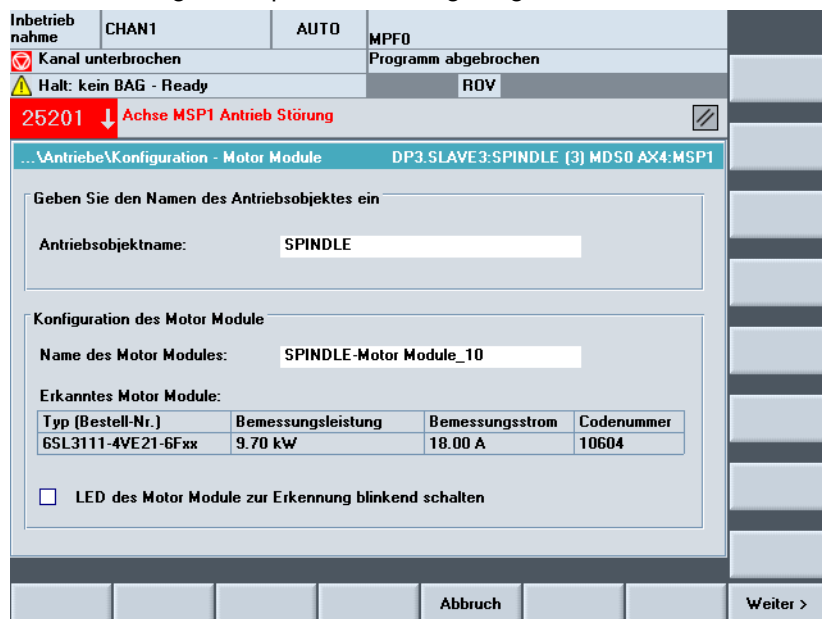 Inbetrieb
nahme
CHAN1
AUTO
MPF0
Kanal unterbrochen
Programm abgebrochen
Halt: kein BAG - Ready
ROV
25201
Achse MSP1 Antrieb Störung
...\Antriebe\Konfiguration - Motor Module
DP3.SLAVE3:SPINDLE (3) MDS0 AX4:MSP1
Geben Sie den Namen des Antriebsobjektes ein
Antriebsobjektname: SPINDLE
Konfiguration des Motor Module
Name des Motor Modules: SPINDLE-Motor Module_10
Erkanntes Motor Module:
Typ (Bestell-Nr.) Bemessungsleistung Bemessungsstrom Codenummer
6SL3111-4VE21-6Fxx 9.70 kW 18.00 A 10604
LED des Motor Module zur Erkennung blinkend schalten
Abbruch
Weiter >